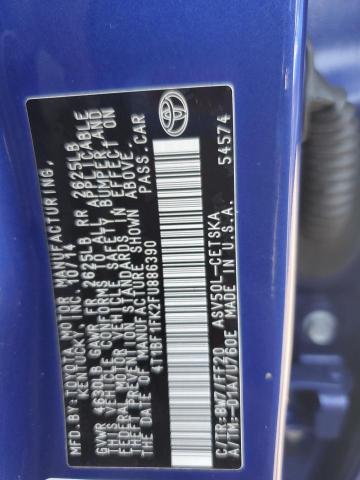 MFD.BY:TOYOTA MOTOR MANUFACTURING,
KENTUCKY, INC. 10/14
GVWR 4630LB GAWR FR 2625LB RR 2625LB
THIS VEHICLE CONFORMS TO ALL APPLICABLE
FEDERAL MOTOR VEHICLE SAFETY, BUMPER AND
THEFT PREVENTION STANDARDS IN EFFECT ON
THE DATE OF MANUFACTURE SHOWN ABOVE.
4T1BF1FK2FU886390 PASS.CAR
C/TR:8W7/FF20 ASV50L-CETSKA
A/TM:-01A/U760E MADE IN U.S.A. 54574